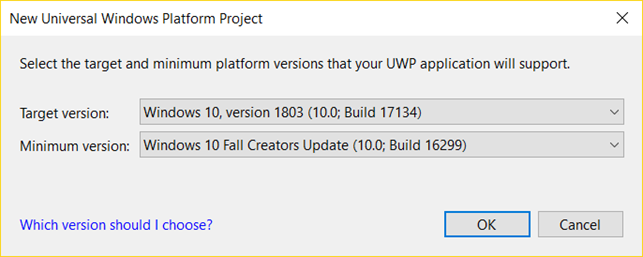 New Universal Windows Platform Project
Select the target and minimum platform versions that your UWP application will support.
Target version: Windows 10, version 1803 (10.0; Build 17134)
Minimum version: Windows 10 Fall Creators Update (10.0; Build 16299)
Which version should I choose? OK Cancel